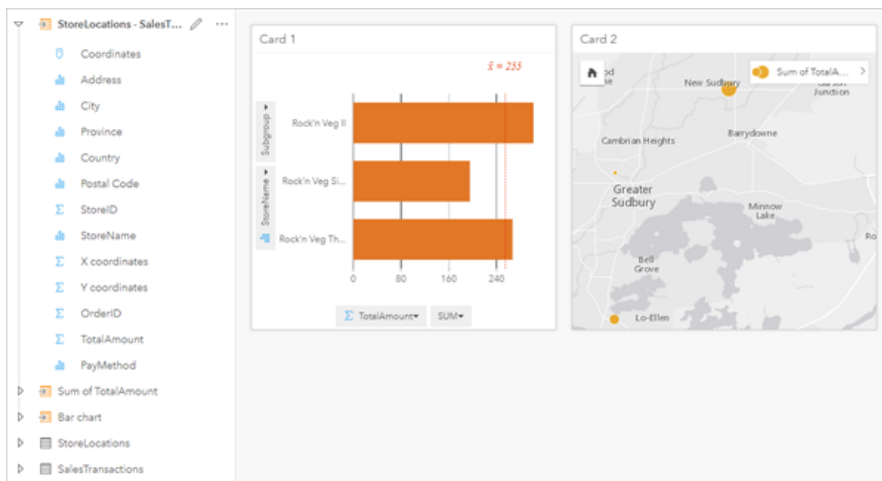 StoreLocations - SalesT...
Coordinates
Address
City
Province
Country
Postal Code
StoreID
StoreName
X coordinates
Y coordinates
OrderID
TotalAmount
PayMethod
Sum of TotalAmount
Bar chart
StoreLocations
SalesTransactions
Card 1
x̄ = 255
Subgroup
StoreName
Rock'n Veg II
Rock'n Veg Si...
Rock'n Veg Th...
0 80 160 240
Σ TotalAmount SUM
Card 2
Sum of TotalA...
New Sudbury
Junction
Cambrian Heights
Barrydowne
Greater
Sudbury
Minnow
Lake
Ro
Bell
Grove
Lo-Ellen